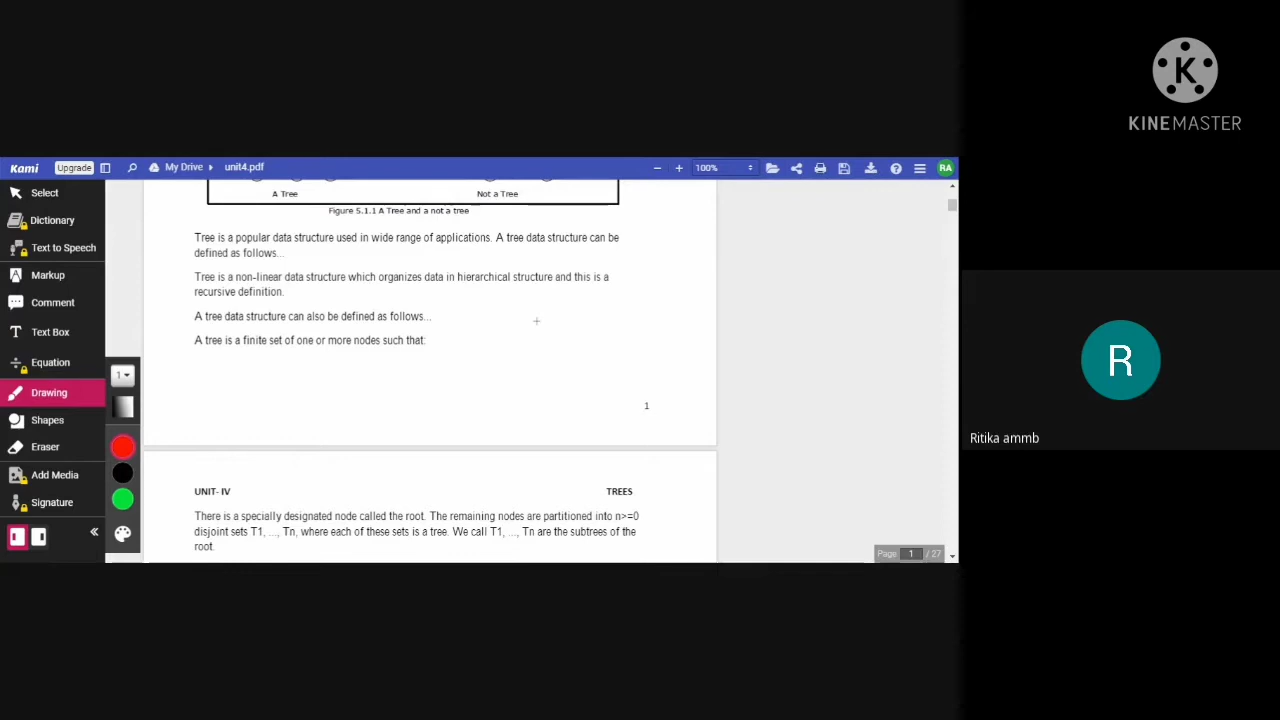 K
KINEMASTER
Kami
Upgrade
My Drive
unit4.pdf
100%
RA
Select
Dictionary
Text to Speech
Markup
Comment
Text Box
Equation
Drawing
Shapes
Eraser
Add Media
Signature
1
A Tree
Not a Tree
Figure 5.1.1 A Tree and a not a tree
Tree is a popular data structure used in wide range of applications. A tree data structure can be
defined as follows...
Tree is a non-linear data structure which organizes data in hierarchical structure and this is a
recursive definition.
A tree data structure can also be defined as follows...
A tree is a finite set of one or more nodes such that:
1
UNIT- IV
TREES
There is a specially designated node called the root. The remaining nodes are partitioned into n>=0
disjoint sets T1, ..., Tn, where each of these sets is a tree. We call T1, ..., Tn are the subtrees of the
root.
Page 1 / 27
R
Ritika ammb